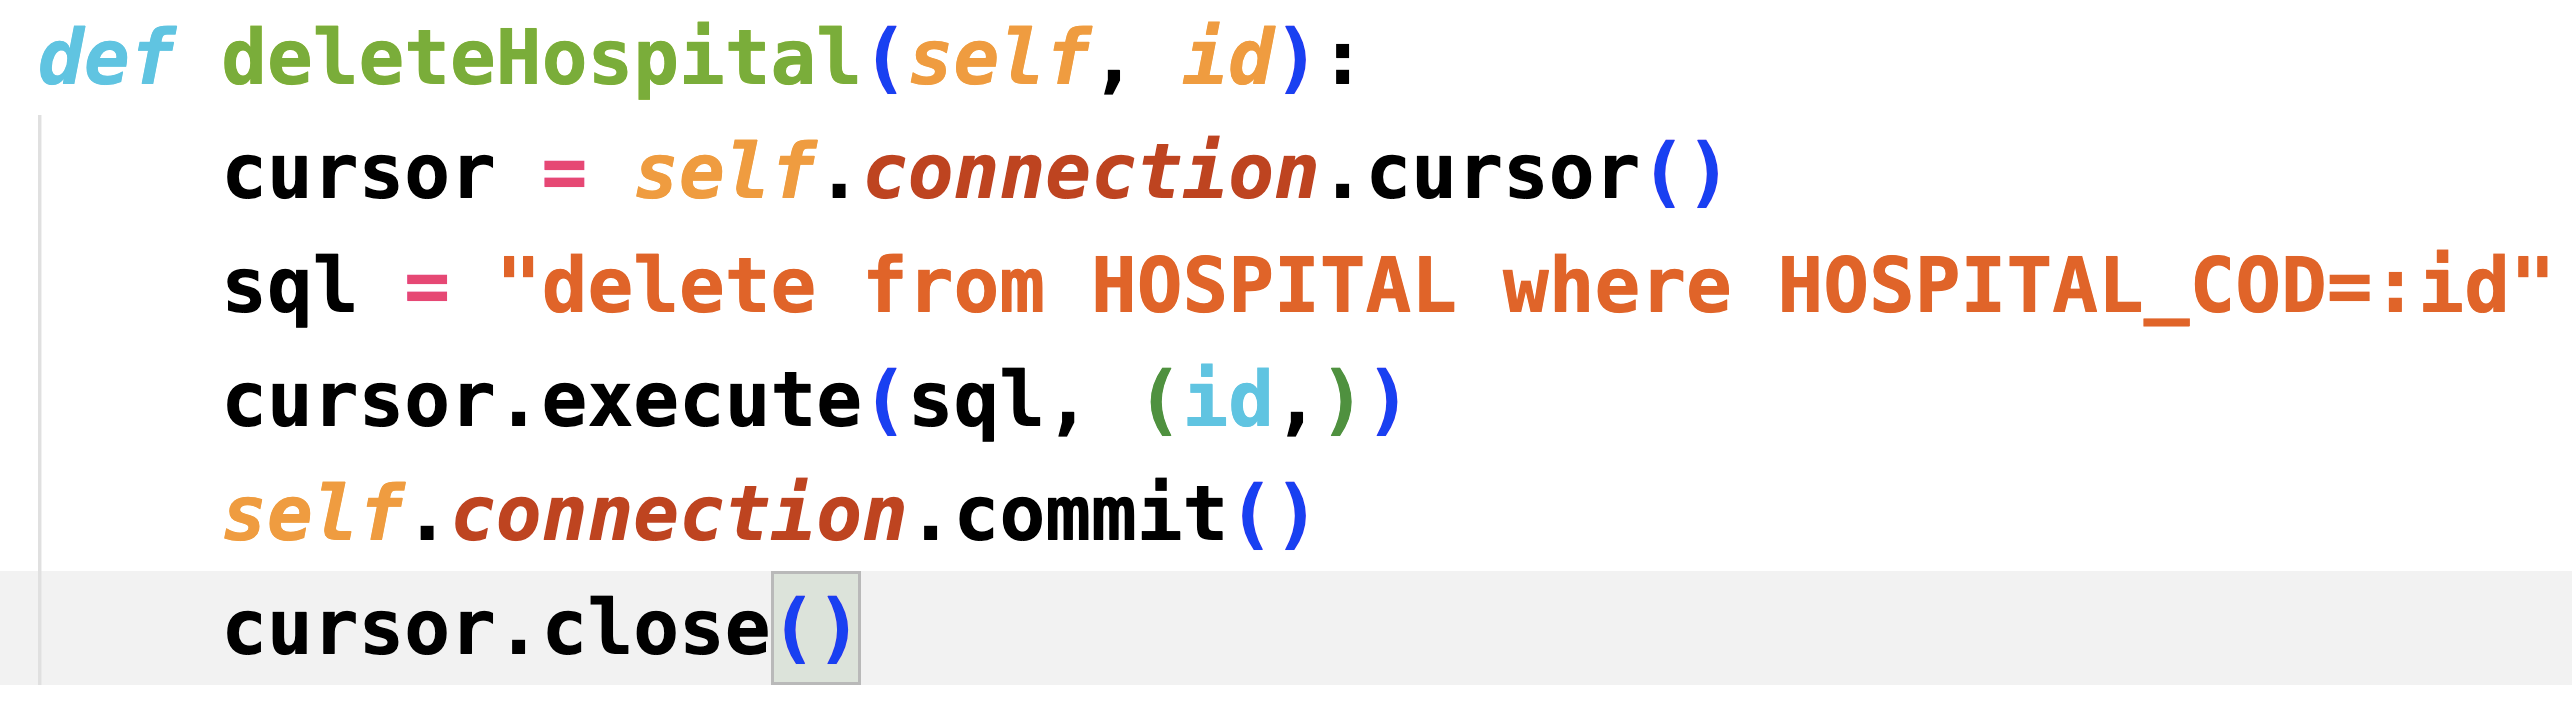 def deleteHospital(self, id):
    cursor = self.connection.cursor()
    sql = "delete from HOSPITAL where HOSPITAL_COD=:id"
    cursor.execute(sql, (id,))
    self.connection.commit()
    cursor.close()